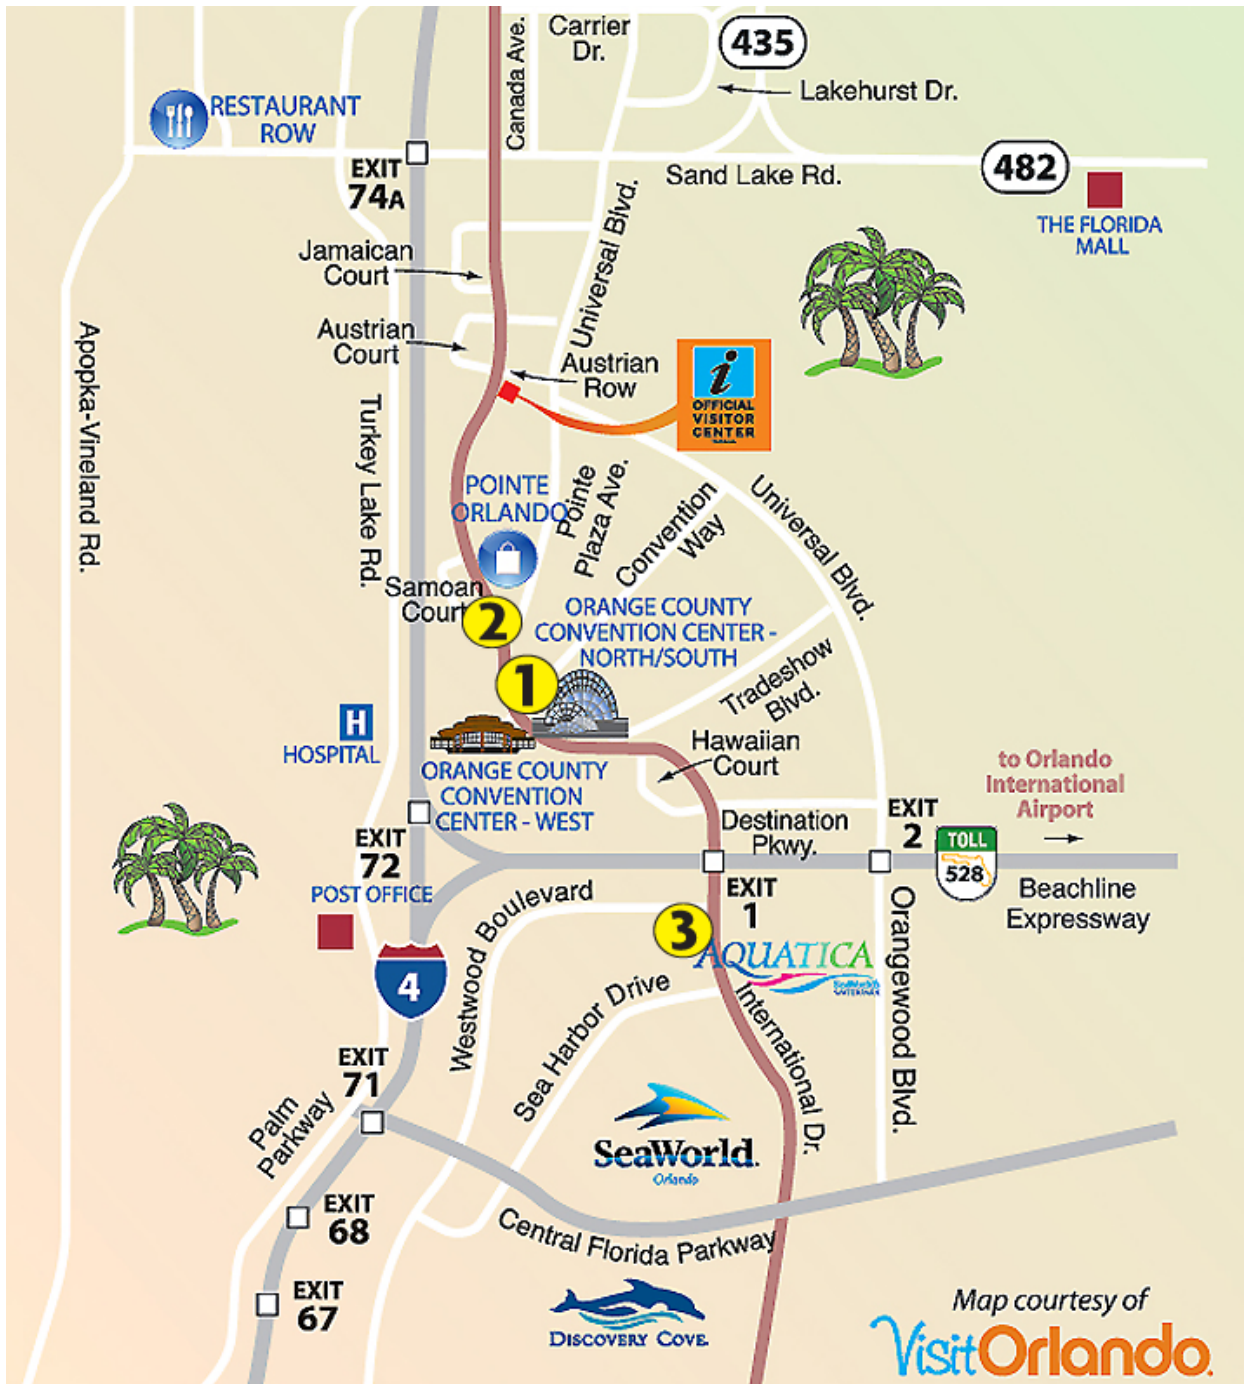 Carrier
Dr.
435
Canada Ave.
Lakehurst Dr.
RESTAURANT
ROW
EXIT
74A
Sand Lake Rd.
482
THE FLORIDA
MALL
Universal Blvd.
Jamaican
Court
Austrian
Court
Austrian
Row
i
OFFICIAL
VISITOR
CENTER
Apopka-Vineland Rd.
Turkey Lake Rd.
POINTE
ORLANDO
Pointe
Plaza Ave.
Convention
Way
Universal Blvd.
Samoan
Court
2
ORANGE COUNTY
CONVENTION CENTER -
NORTH/SOUTH
1
Tradeshow
Blvd.
H
HOSPITAL
Hawaiian
Court
ORANGE COUNTY
CONVENTION
CENTER - WEST
to Orlando
International
Airport
EXIT
72
Destination
Pkwy.
EXIT
2
TOLL
528
Beachline
Expressway
POST OFFICE
EXIT
1
Westwood Boulevard
3
AQUATICA
Orangewood Blvd.
4
Sea Harbor Drive
International Dr.
EXIT
71
Palm
Parkway
SeaWorld.
Orlando
EXIT
68
Central Florida Parkway
EXIT
67
DISCOVERY COVE.
Map courtesy of
VisitOrlando.